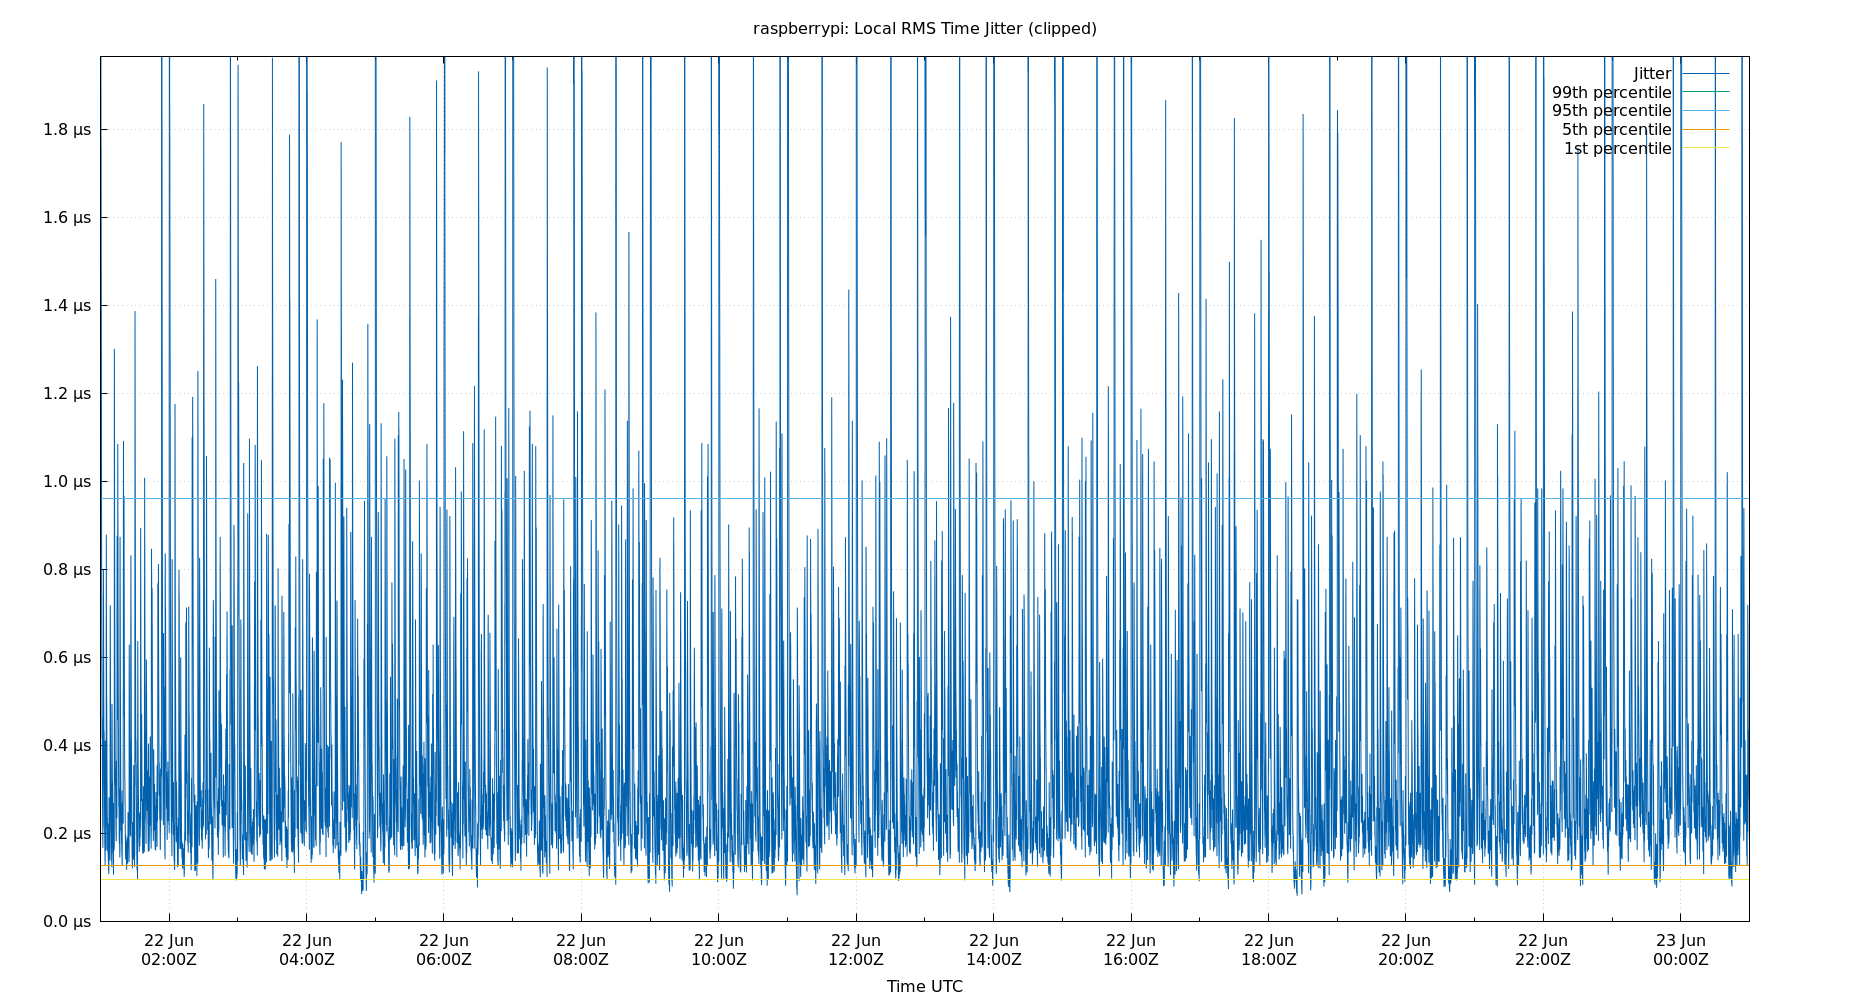 raspberrypi: Local RMS Time Jitter (clipped)
Jitter
99th percentile
95th percentile
5th percentile
1st percentile
1.8 µs
1.6 µs
1.4 µs
1.2 µs
1.0 µs
0.8 µs
0.6 µs
0.4 µs
0.2 µs
0.0 µs
22 Jun 22 Jun 22 Jun 22 Jun 22 Jun 22 Jun 22 Jun 22 Jun 22 Jun 22 Jun 22 Jun 23 Jun
02:00Z 04:00Z 06:00Z 08:00Z 10:00Z 12:00Z 14:00Z 16:00Z 18:00Z 20:00Z 22:00Z 00:00Z
Time UTC